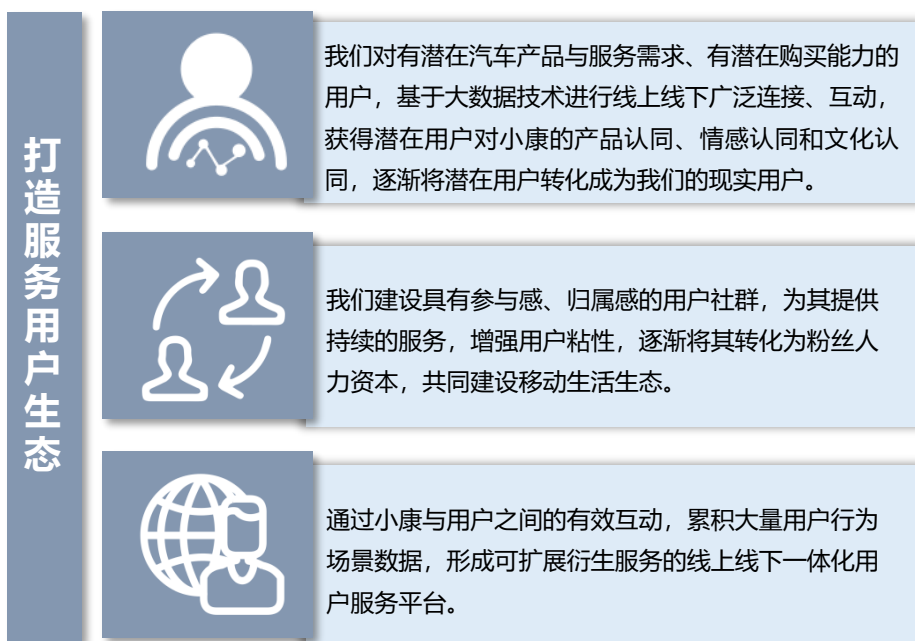 打造服务用户生态
我们对有潜在汽车产品与服务需求、有潜在购买能力的
用户，基于大数据技术进行线上线下广泛连接、互动，
获得潜在用户对小康的产品认同、情感认同和文化认
同，逐渐将潜在用户转化成为我们的现实用户。
我们建设具有参与感、归属感的用户社群，为其提供
持续的服务，增强用户粘性，逐渐将其转化为粉丝人
力资本，共同建设移动生活生态。
通过小康与用户之间的有效互动，累积大量用户行为
场景数据，形成可扩展衍生服务的线上线下一体化用
户服务平台。